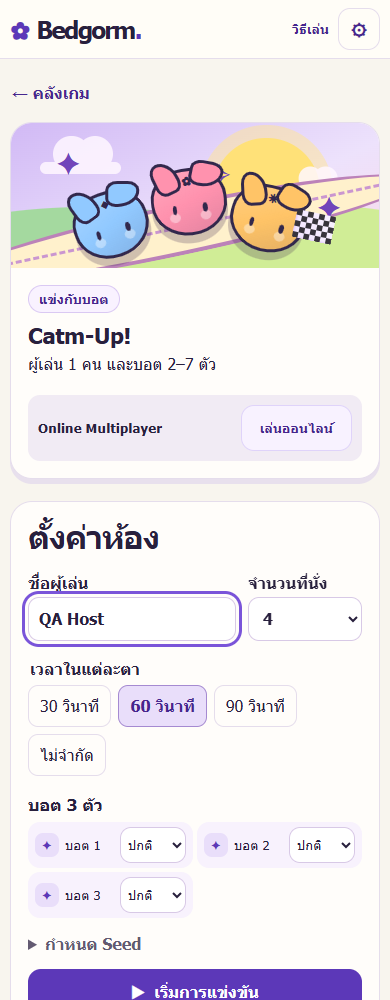 Bedgorm.
วิธีเล่น
← คลังเกม
แข่งกับบอต
Catm-Up!
ผู้เล่น 1 คน และบอต 2–7 ตัว
Online Multiplayer
เล่นออนไลน์
ตั้งค่าห้อง
ชื่อผู้เล่น
จำนวนที่นั่ง
QA Host
4
เวลาในแต่ละตา
30 วินาที
60 วินาที
90 วินาที
ไม่จำกัด
บอต 3 ตัว
บอต 1
ปกติ
บอต 2
ปกติ
บอต 3
ปกติ
▶ กำหนด Seed
▶ เริ่มการแข่งขัน